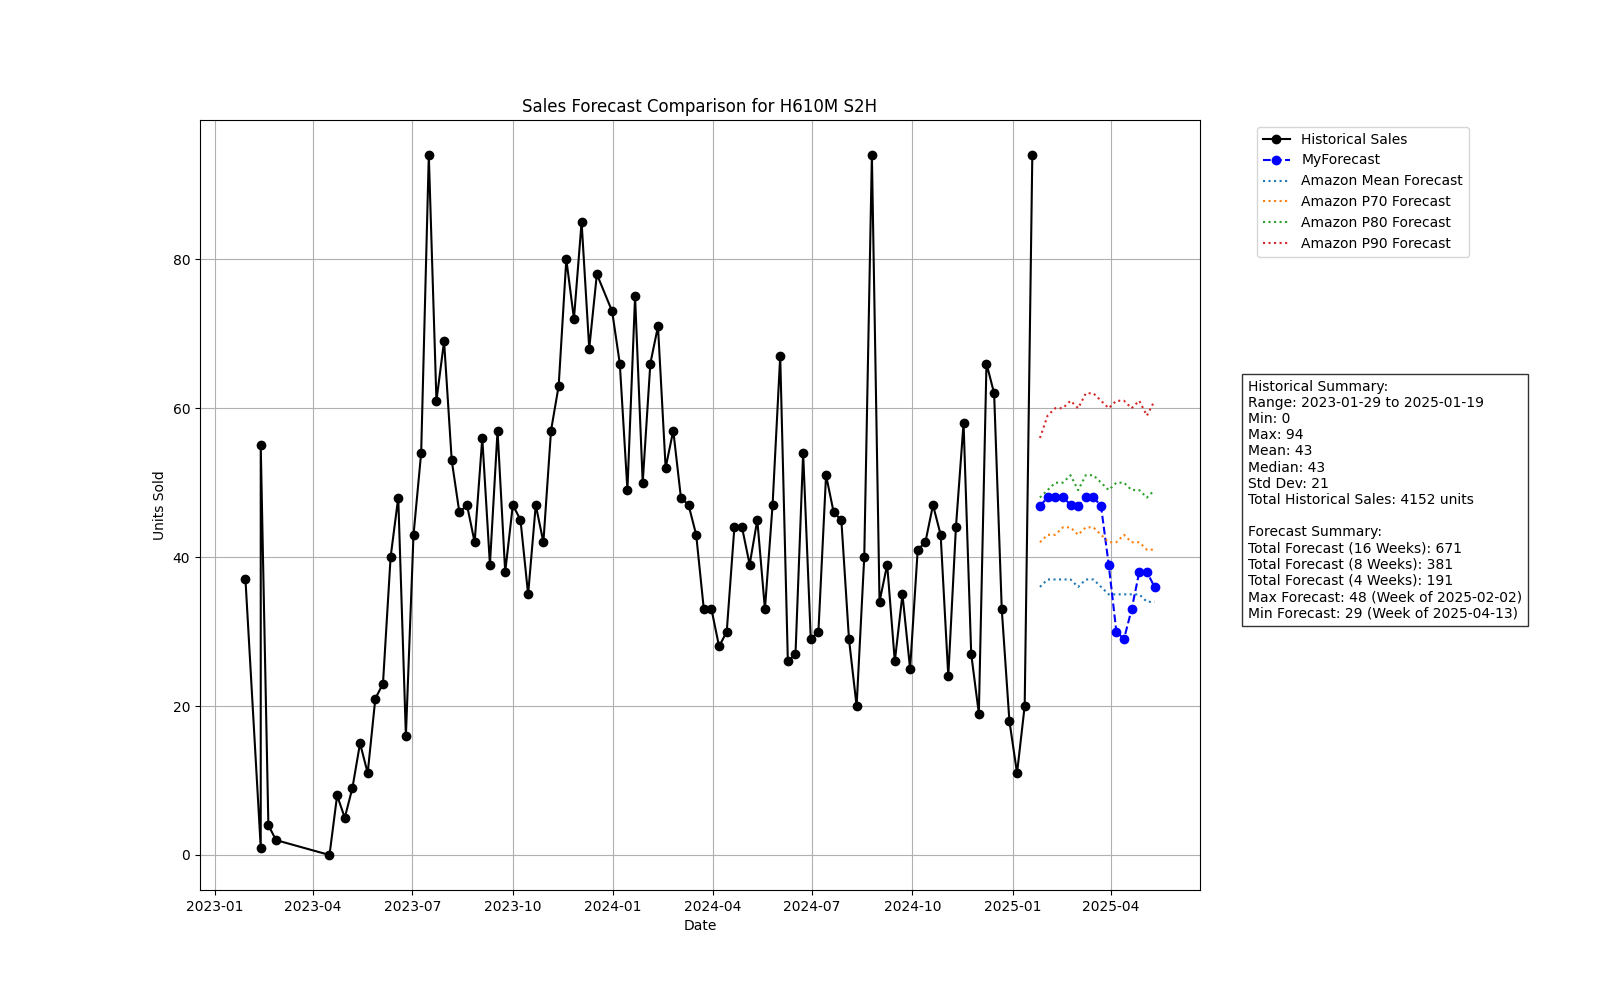 Sales Forecast Comparison for H610M S2H
Historical Sales
MyForecast
Amazon Mean Forecast
Amazon P70 Forecast
Amazon P80 Forecast
Amazon P90 Forecast
Units Sold
80
60
40
20
0
2023-01
2023-04
2023-07
2023-10
2024-01
2024-04
2024-07
2024-10
2025-01
2025-04
Date
Historical Summary:
Range: 2023-01-29 to 2025-01-19
Min: 0
Max: 94
Mean: 43
Median: 43
Std Dev: 21
Total Historical Sales: 4152 units
Forecast Summary:
Total Forecast (16 Weeks): 671
Total Forecast (8 Weeks): 381
Total Forecast (4 Weeks): 191
Max Forecast: 48 (Week of 2025-02-02)
Min Forecast: 29 (Week of 2025-04-13)